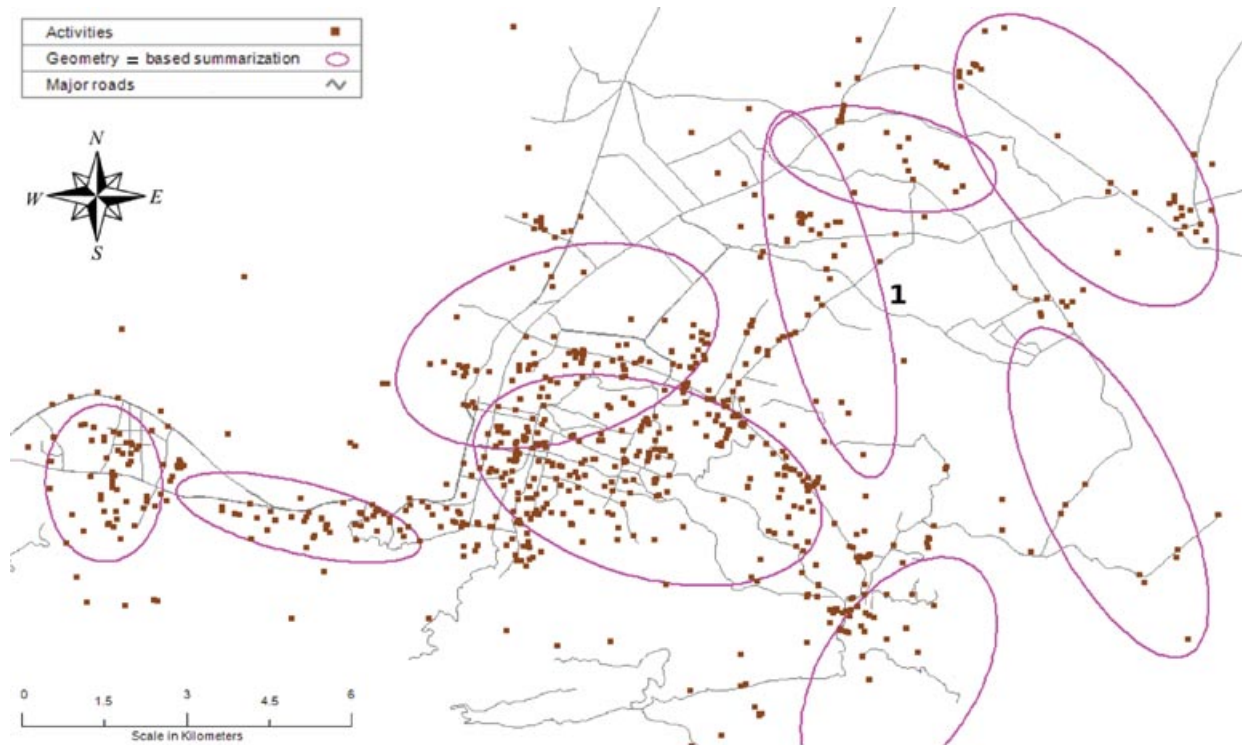 Activities
Geometry = based summarization
Major roads
N
W E
S
1
0 1.5 3 4.5 6
Scale in Kilometers